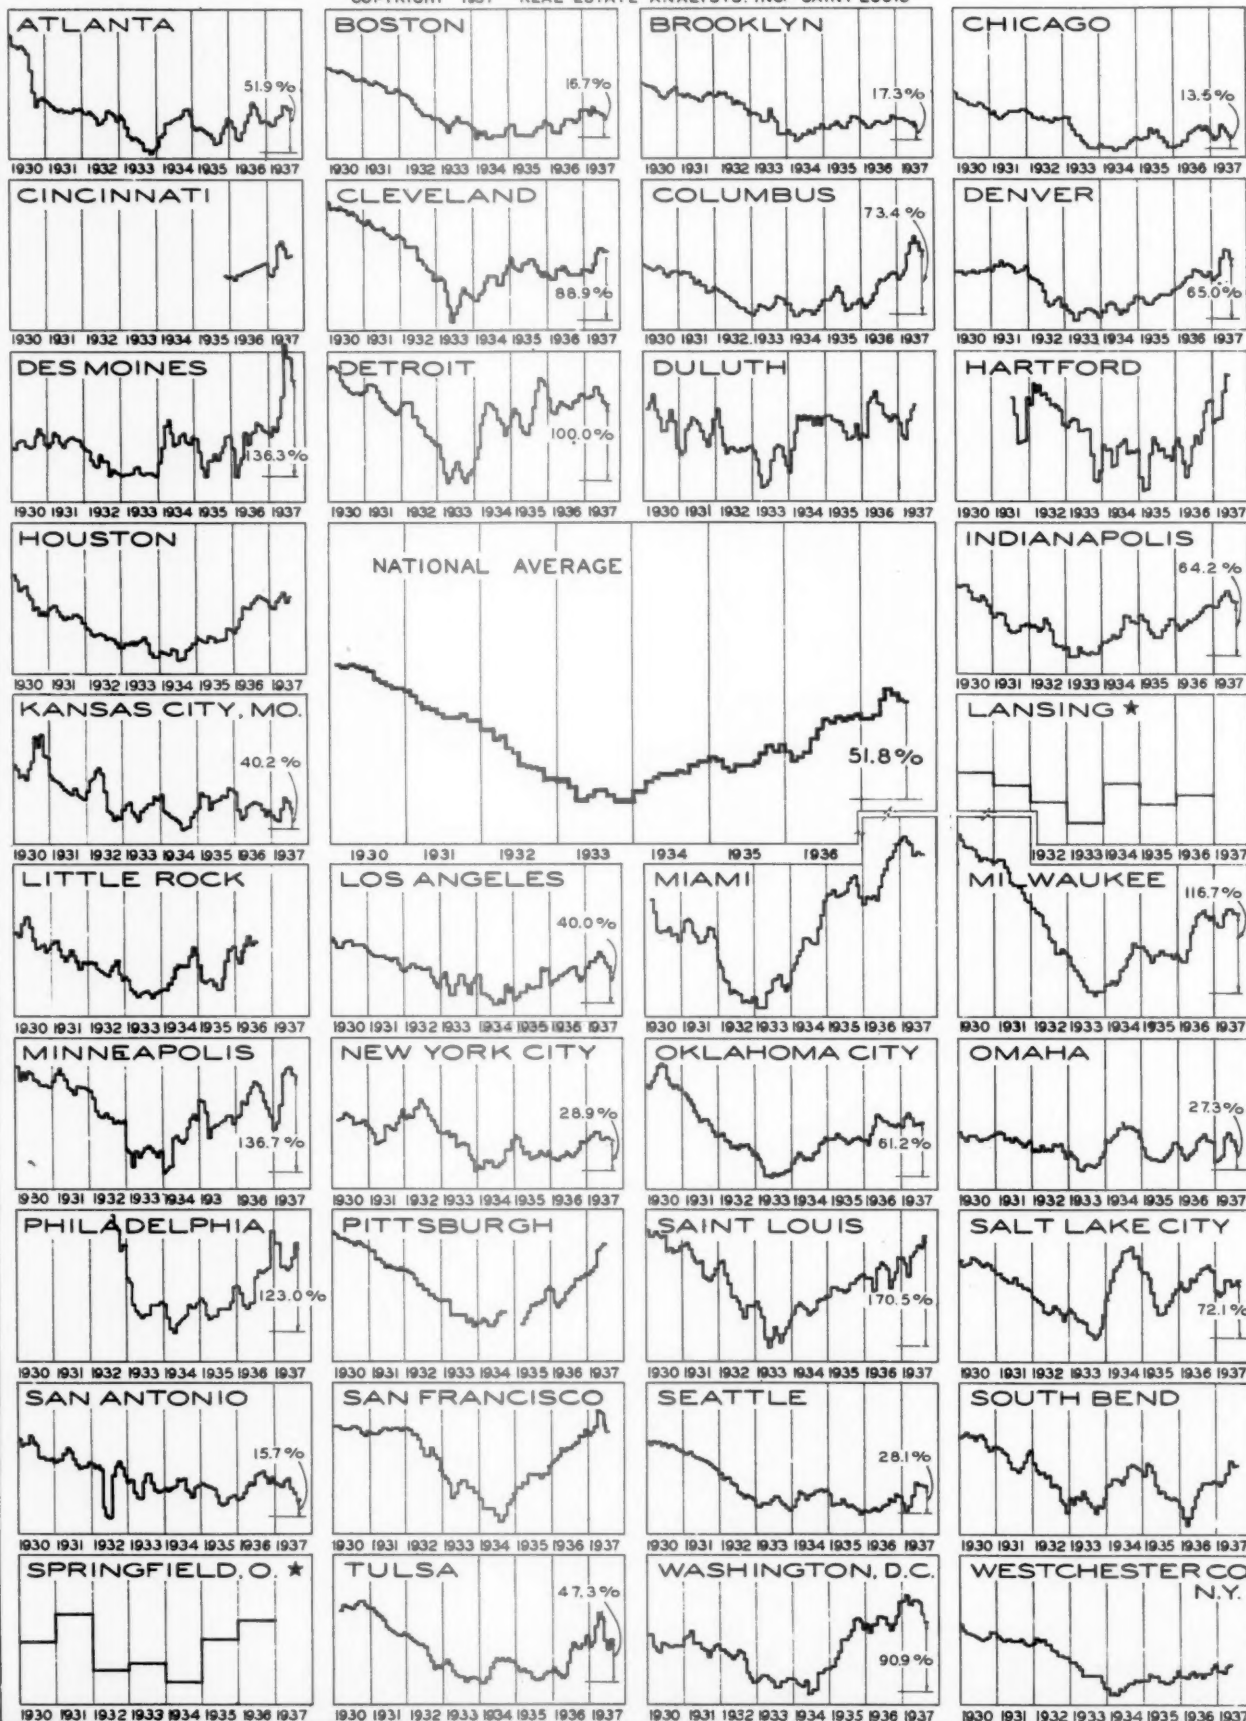 COPYRIGHT 1937 REAL ESTATE ANALYSTS, INC. SAINT LOUIS
ATLANTA
51.9%
1930 1931 1932 1933 1934 1935 1936 1937
BOSTON
16.7%
1930 1931 1932 1933 1934 1935 1936 1937
BROOKLYN
17.3%
1930 1931 1932 1933 1934 1935 1936 1937
CHICAGO
13.5%
1930 1931 1932 1933 1934 1935 1936 1937
CINCINNATI
1930 1931 1932 1933 1934 1935 1936 1937
CLEVELAND
88.9%
1930 1931 1932 1933 1934 1935 1936 1937
COLUMBUS
73.4%
1930 1931 1932 1933 1934 1935 1936 1937
DENVER
65.0%
1930 1931 1932 1933 1934 1935 1936 1937
DES MOINES
136.3%
1930 1931 1932 1933 1934 1935 1936 1937
DETROIT
100.0%
1930 1931 1932 1933 1934 1935 1936 1937
DULUTH
1930 1931 1932 1933 1934 1935 1936 1937
HARTFORD
1930 1931 1932 1933 1934 1935 1936 1937
HOUSTON
1930 1931 1932 1933 1934 1935 1936 1937
NATIONAL AVERAGE
51.8%
1930 1931 1932 1933 1934 1935 1936
INDIANAPOLIS
64.2%
1930 1931 1932 1933 1934 1935 1936 1937
KANSAS CITY, MO.
40.2%
1930 1931 1932 1933 1934 1935 1936 1937
LANSING ★
1932 1933 1934 1935 1936 1937
LITTLE ROCK
1930 1931 1932 1933 1934 1935 1936 1937
LOS ANGELES
40.0%
1930 1931 1932 1933 1934 1935 1936 1937
MIAMI
1930 1931 1932 1933 1934 1935 1936 1937
MILWAUKEE
116.7%
1930 1931 1932 1933 1934 1935 1936 1937
MINNEAPOLIS
136.7%
1930 1931 1932 1933 1934 193 1936 1937
NEW YORK CITY
28.9%
1930 1931 1932 1933 1934 1935 1936 1937
OKLAHOMA CITY
61.2%
1930 1931 1932 1933 1934 1935 1936 1937
OMAHA
27.3%
1930 1931 1932 1933 1934 1935 1936 1937
PHILADELPHIA
123.0%
1930 1931 1932 1933 1934 1935 1936 1937
PITTSBURGH
1930 1931 1932 1933 1934 1935 1936 1937
SAINT LOUIS
170.5%
1930 1931 1932 1933 1934 1935 1936 1937
SALT LAKE CITY
72.1%
1930 1931 1932 1933 1934 1935 1936 1937
SAN ANTONIO
15.7%
1930 1931 1932 1933 1934 1935 1936 1937
SAN FRANCISCO
1930 1931 1932 1933 1934 1935 1936 1937
SEATTLE
28.1%
1930 1931 1932 1933 1934 1935 1936 1937
SOUTH BEND
1930 1931 1932 1933 1934 1935 1936 1937
SPRINGFIELD, O. ★
1930 1931 1932 1933 1934 1935 1936 1937
TULSA
47.3%
1930 1931 1932 1933 1934 1935 1936 1937
WASHINGTON, D.C.
90.9%
1930 1931 1932 1933 1934 1935 1936 1937
WESTCHESTER CO
N.Y.
1930 1931 1932 1933 1934 1935 1936 1937